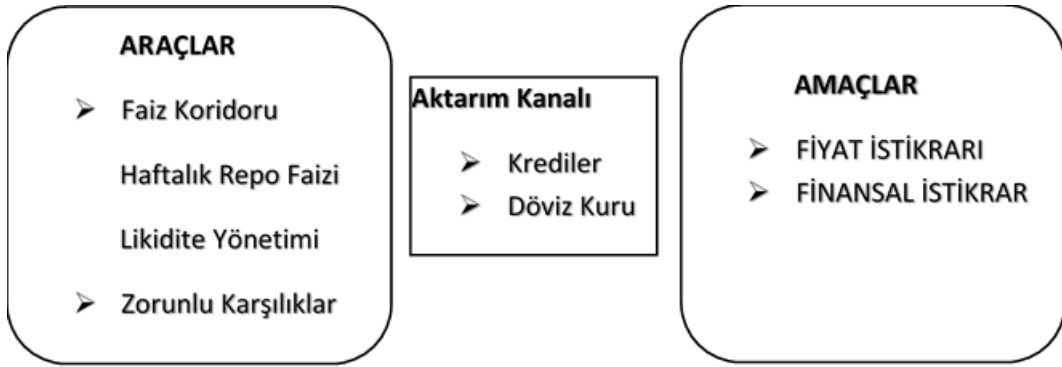 ARAÇLAR
➢ Faiz Koridoru
Haftalık Repo Faizi
Likidite Yönetimi
➢ Zorunlu Karşılıklar
Aktarım Kanalı
➢ Krediler
➢ Döviz Kuru
AMAÇLAR
➢ FİYAT İSTİKRARI
➢ FİNANSAL İSTİKRAR